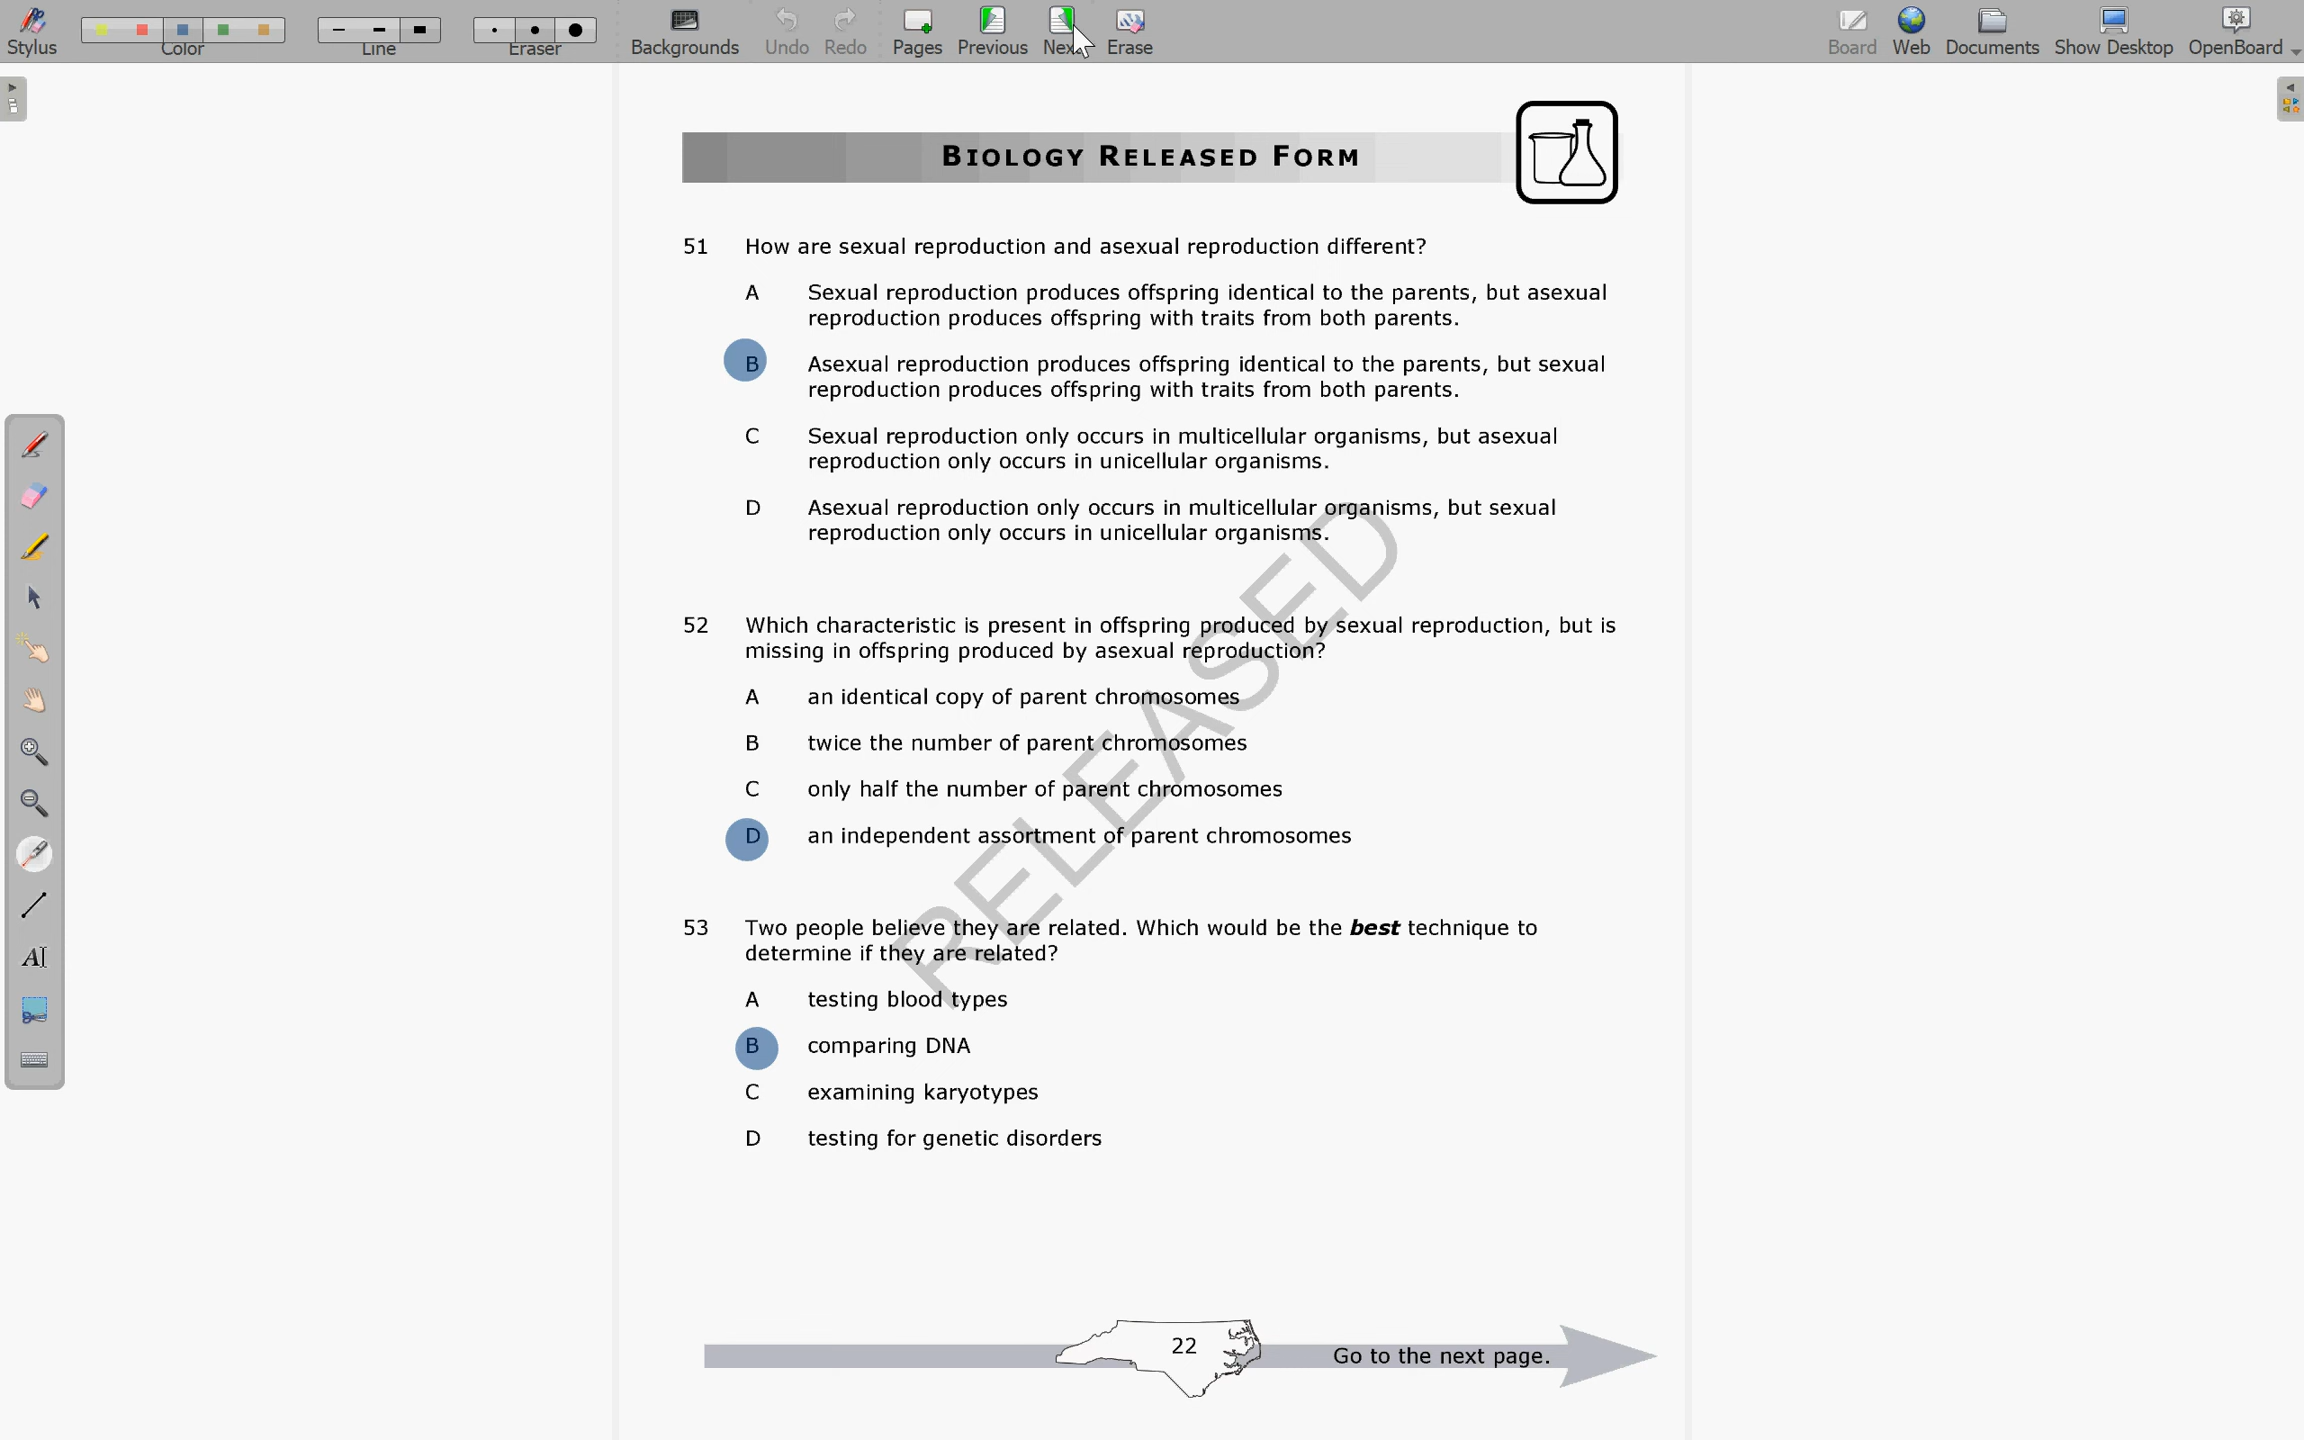 Stylus Color Line Eraser Backgrounds Undo Redo Pages Previous Next Erase Board Web Documents Show Desktop OpenBoard
BIOLOGY RELEASED FORM
51 How are sexual reproduction and asexual reproduction different?
A Sexual reproduction produces offspring identical to the parents, but asexual
reproduction produces offspring with traits from both parents.
B Asexual reproduction produces offspring identical to the parents, but sexual
reproduction produces offspring with traits from both parents.
C Sexual reproduction only occurs in multicellular organisms, but asexual
reproduction only occurs in unicellular organisms.
D Asexual reproduction only occurs in multicellular organisms, but sexual
reproduction only occurs in unicellular organisms.
RELEASED
52 Which characteristic is present in offspring produced by sexual reproduction, but is
missing in offspring produced by asexual reproduction?
A an identical copy of parent chromosomes
B twice the number of parent chromosomes
C only half the number of parent chromosomes
D an independent assortment of parent chromosomes
53 Two people believe they are related. Which would be the best technique to
determine if they are related?
A testing blood types
B comparing DNA
C examining karyotypes
D testing for genetic disorders
22
Go to the next page.